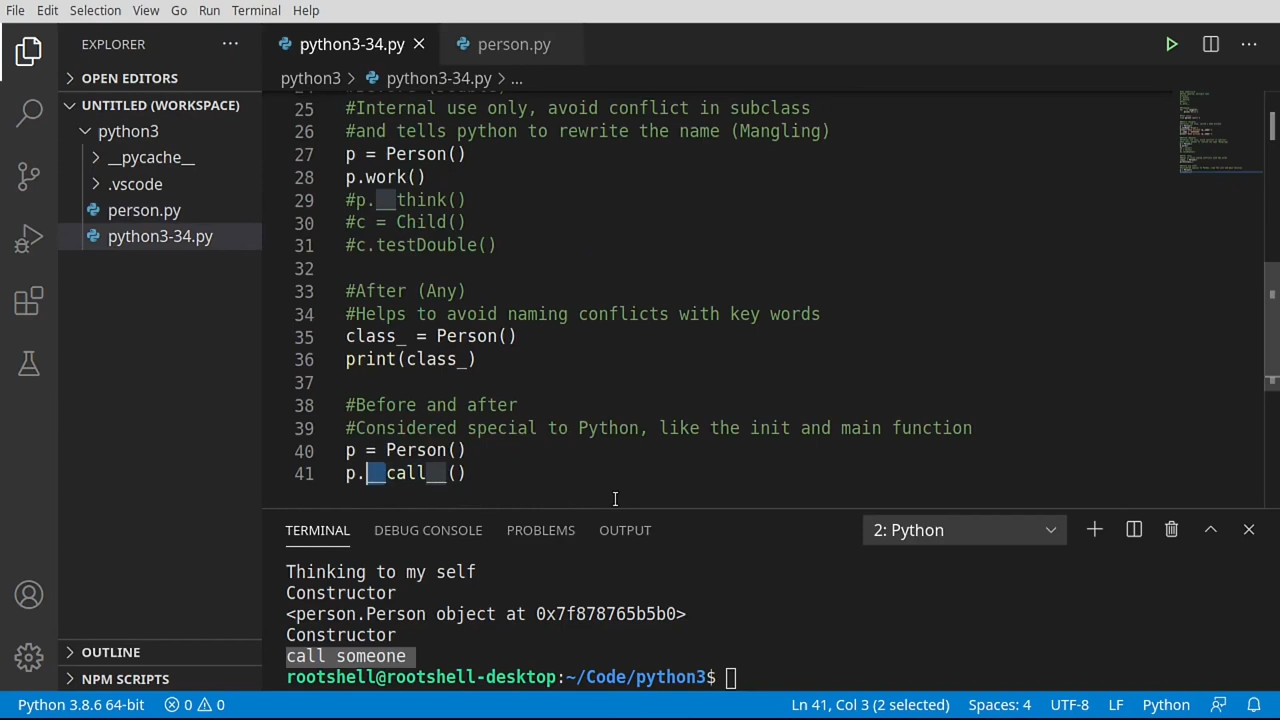 File Edit Selection View Go Run Terminal Help
EXPLORER
python3-34.py
person.py
python3 > python3-34.py > ...
OPEN EDITORS
UNTITLED (WORKSPACE)
python3
__pycache__
.vscode
person.py
python3-34.py
OUTLINE
NPM SCRIPTS
25 #Internal use only, avoid conflict in subclass
26 #and tells python to rewrite the name (Mangling)
27 p = Person()
28 p.work()
29 #p.__think()
30 #c = Child()
31 #c.testDouble()
32
33 #After (Any)
34 #Helps to avoid naming conflicts with key words
35 class_ = Person()
36 print(class_)
37
38 #Before and after
39 #Considered special to Python, like the init and main function
40 p = Person()
41 p.__call__()
TERMINAL DEBUG CONSOLE PROBLEMS OUTPUT 2: Python
Thinking to my self
Constructor
<person.Person object at 0x7f878765b5b0>
Constructor
call someone
rootshell@rootshell-desktop:~/Code/python3$
Python 3.8.6 64-bit 0 0 Ln 41, Col 3 (2 selected) Spaces: 4 UTF-8 LF Python